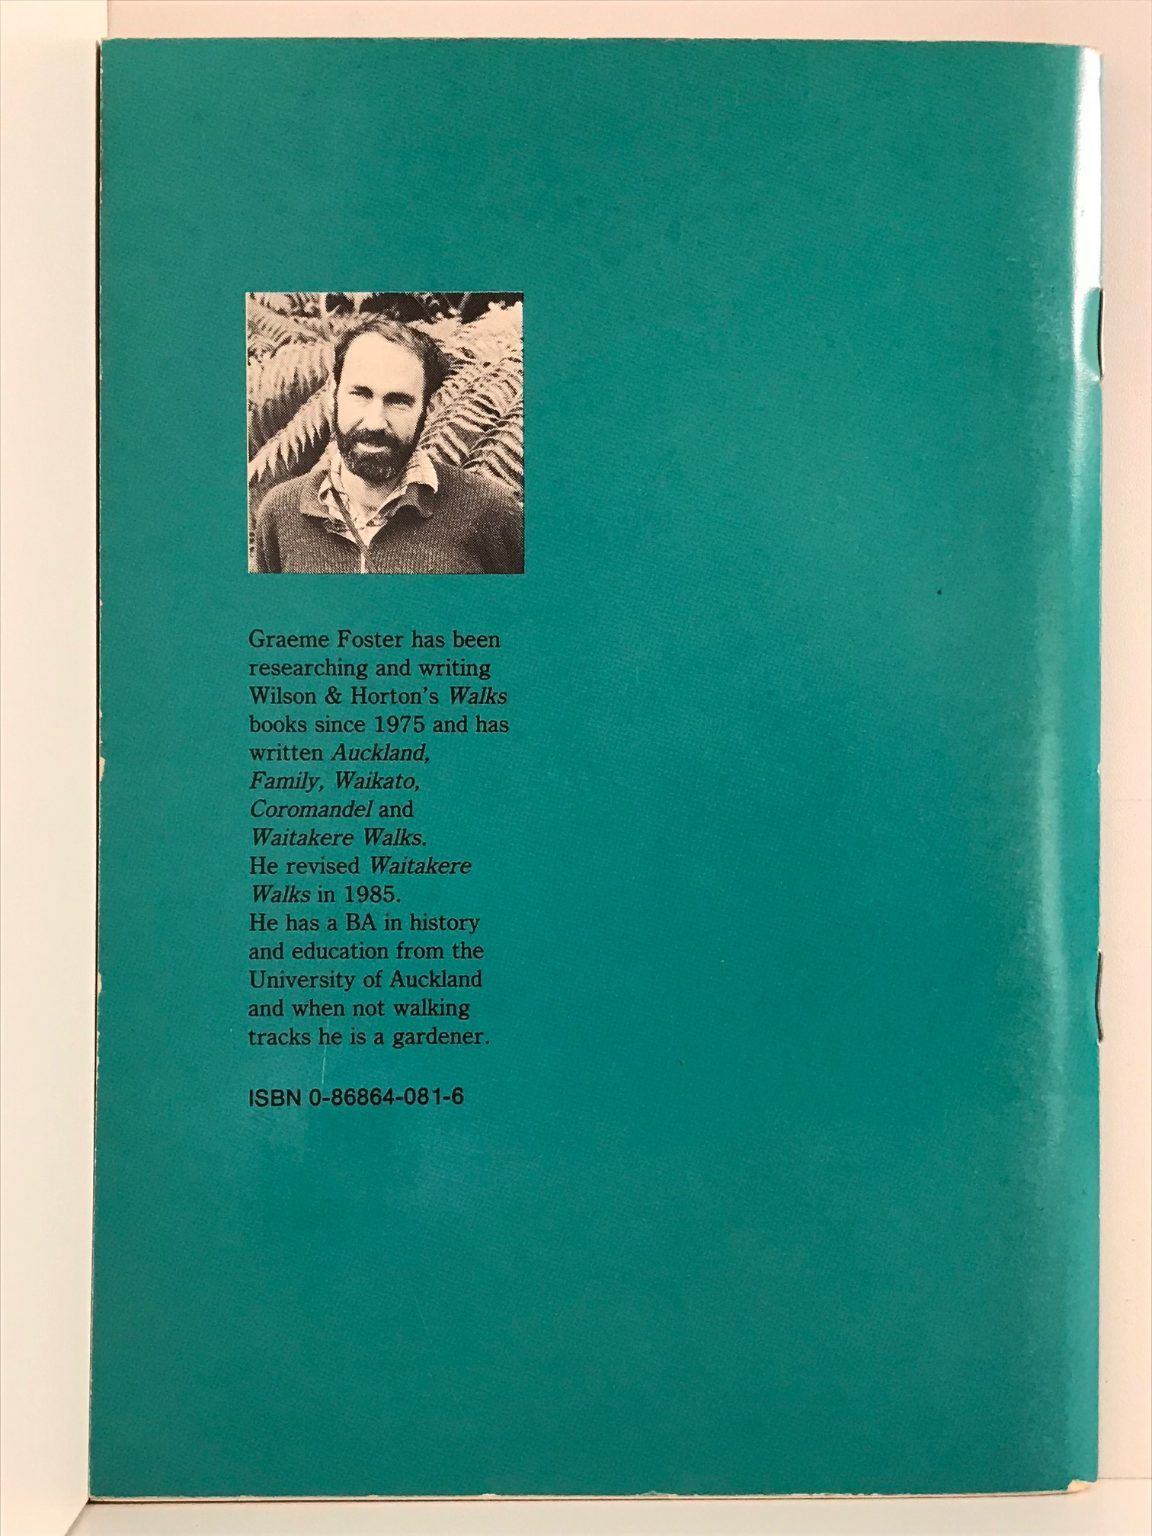 Graeme Foster has been
researching and writing
Wilson & Horton's Walks
books since 1975 and has
written Auckland,
Family, Waikato,
Coromandel and
Waitakere Walks.
He revised Waitakere
Walks in 1985.
He has a BA in history
and education from the
University of Auckland
and when not walking
tracks he is a gardener.
ISBN 0-86864-081-6